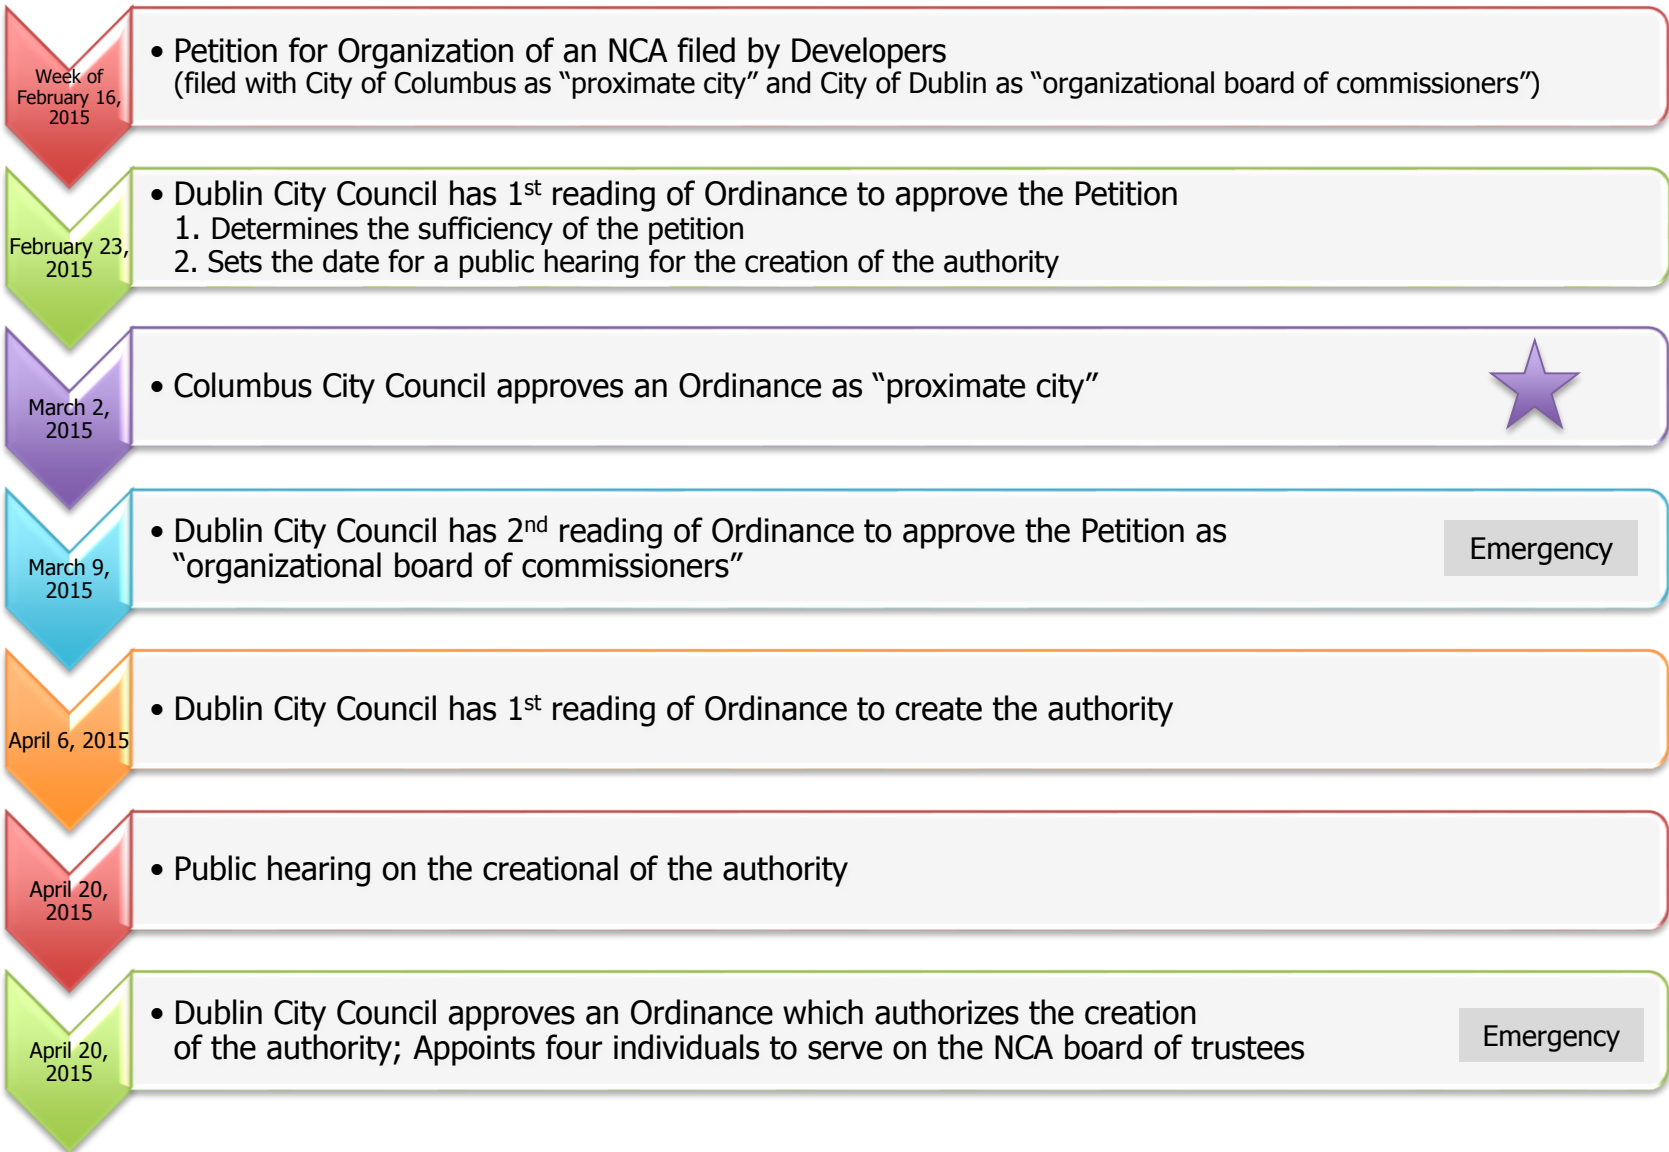 Week of
February 16,
2015
• Petition for Organization of an NCA filed by Developers
(filed with City of Columbus as “proximate city” and City of Dublin as “organizational board of commissioners”)
February 23,
2015
• Dublin City Council has 1st reading of Ordinance to approve the Petition
1. Determines the sufficiency of the petition
2. Sets the date for a public hearing for the creation of the authority
March 2,
2015
• Columbus City Council approves an Ordinance as “proximate city”
March 9,
2015
• Dublin City Council has 2nd reading of Ordinance to approve the Petition as
“organizational board of commissioners”
Emergency
April 6, 2015
• Dublin City Council has 1st reading of Ordinance to create the authority
April 20,
2015
• Public hearing on the creational of the authority
April 20,
2015
• Dublin City Council approves an Ordinance which authorizes the creation
of the authority; Appoints four individuals to serve on the NCA board of trustees
Emergency